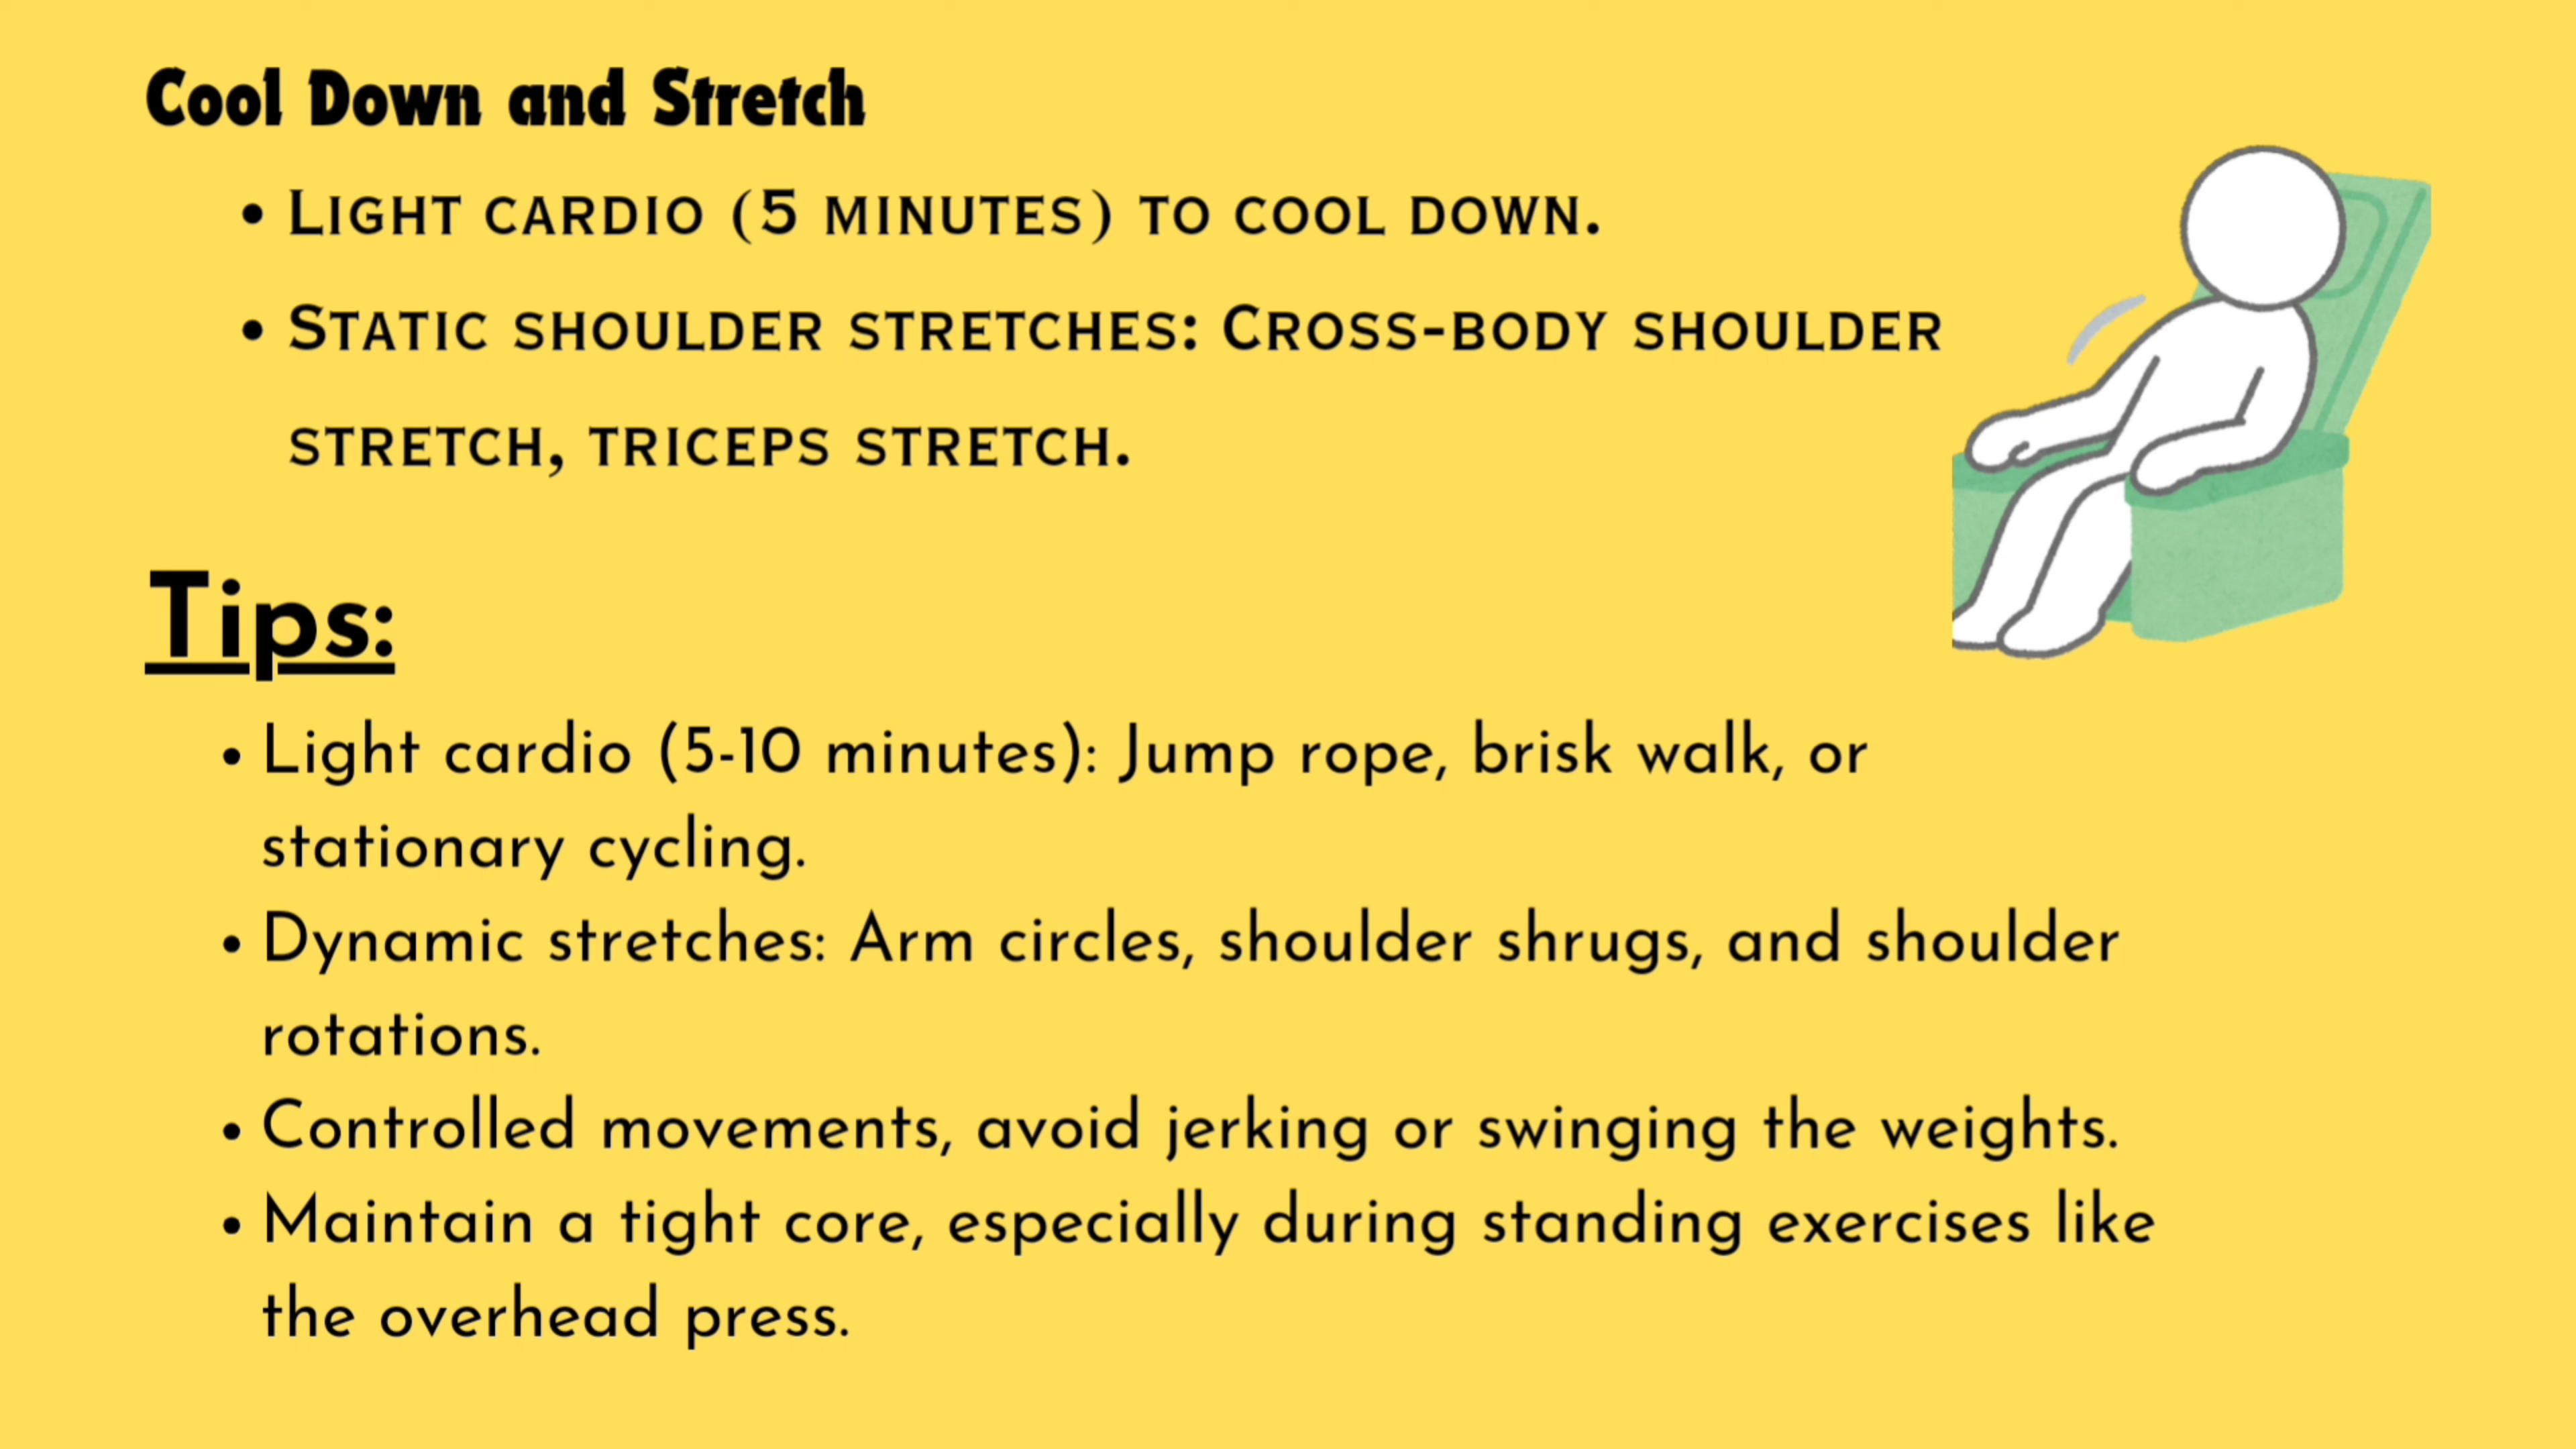 Cool Down and Stretch
• Light cardio (5 minutes) to cool down.
• Static shoulder stretches: Cross-body shoulder
stretch, triceps stretch.
Tips:
• Light cardio (5-10 minutes): Jump rope, brisk walk, or
stationary cycling.
• Dynamic stretches: Arm circles, shoulder shrugs, and shoulder
rotations.
• Controlled movements, avoid jerking or swinging the weights.
• Maintain a tight core, especially during standing exercises like
the overhead press.